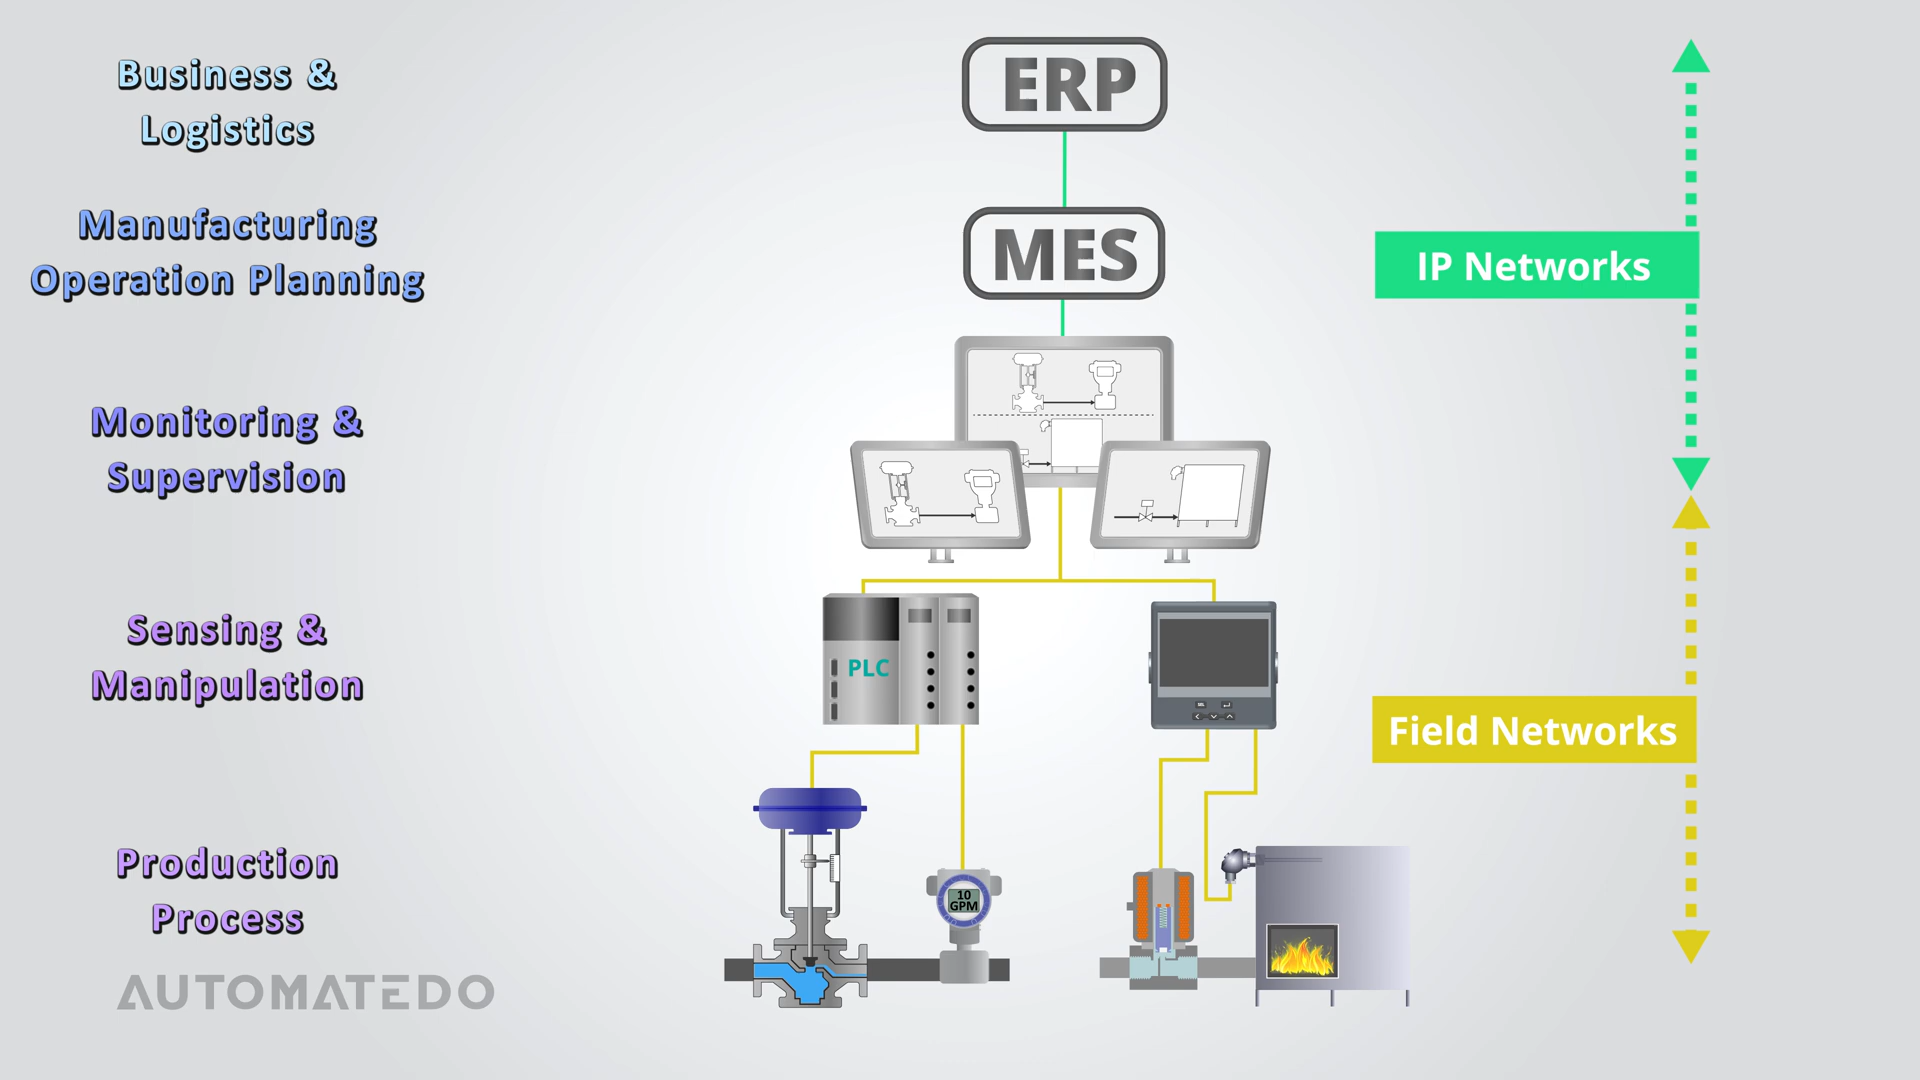 Business &
Logistics
ERP
Manufacturing
Operation Planning
MES
IP Networks
Monitoring &
Supervision
Sensing &
Manipulation
PLC
Field Networks
Production
Process
10
GPM
AUTOMATEDO